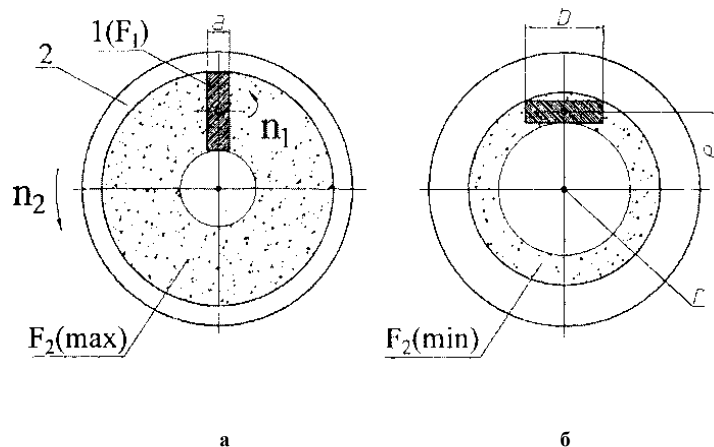 a
1(F₁)
2
n₁
n₂
F₂(max)
b
e
r
F₂(min)
а
б